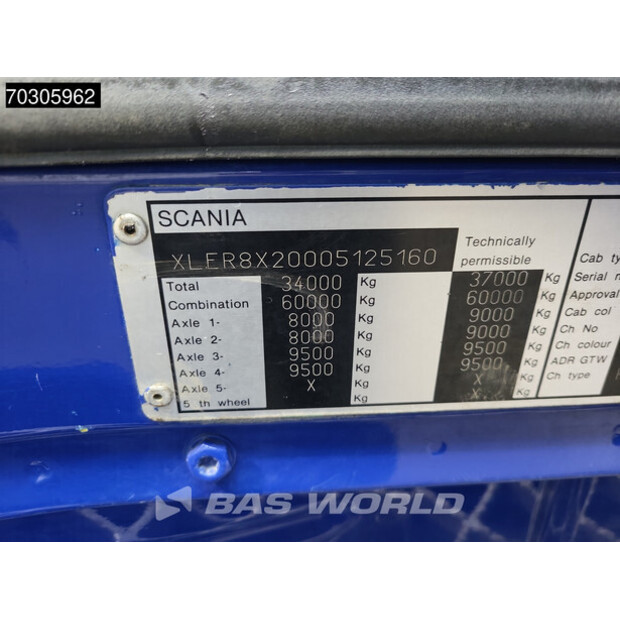 70305962
SCANIA
XLER8X20005125160
Technically
permissible
Total 34000 Kg 37000 Kg
Combination 60000 Kg 60000 Kg
Axle 1- 8000 Kg 9000 Kg
Axle 2- 8000 Kg 9000 Kg
Axle 3- 9500 Kg 9500 Kg
Axle 4- 9500 Kg 9500 Kg
Axle 5- X Kg X Kg
5 th wheel Kg X Kg
Cab ty
Serial n
Approval
Cab col
Ch No
Ch colour
ADR GTW
Ch type
BAS WORLD